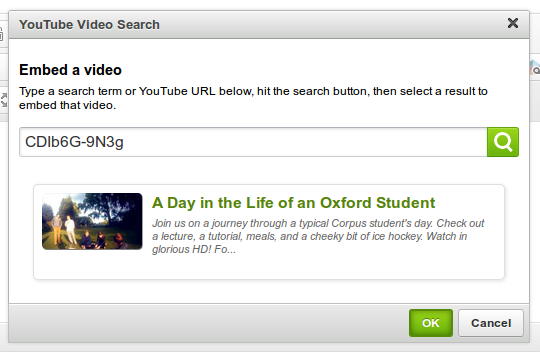 YouTube Video Search
Embed a video
Type a search term or YouTube URL below, hit the search button, then select a result to
embed that video.
CDlb6G-9N3g
A Day in the Life of an Oxford Student
Join us on a journey through a typical Corpus student's day. Check out
a lecture, a tutorial, meals, and a cheeky bit of ice hockey. Watch in
glorious HD! Fo...
OK
Cancel